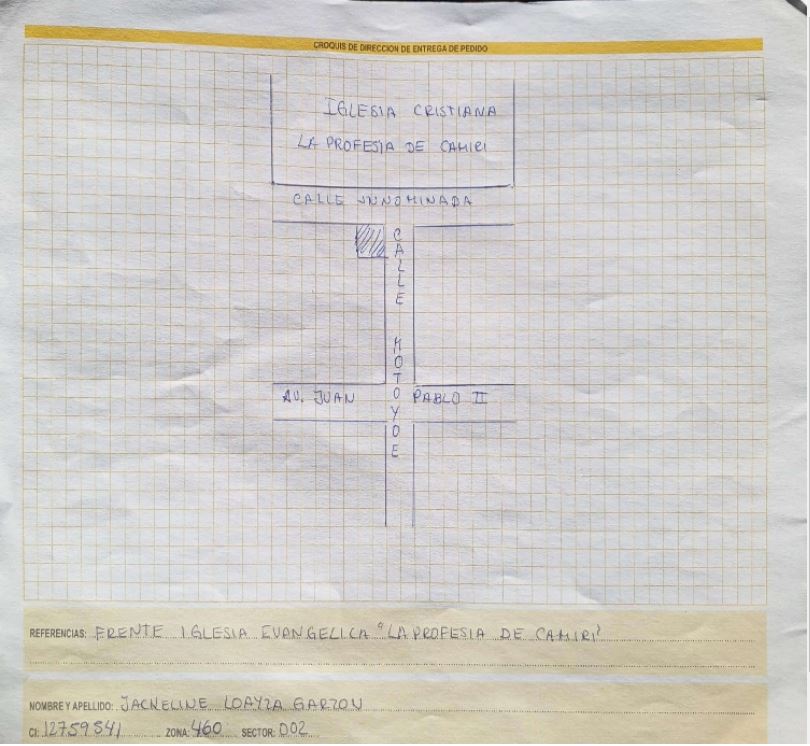 CROQUIS DE DIRECCION DE ENTREGA DE PEDIDO
IGLESIA CRISTIANA
LA PROFESIA DE CAMIRI
CALLE INNOMINADA
CALLE MOTOYOE
AV. JUAN PABLO II
REFERENCIAS: FRENTE IGLESIA EVANGELICA "LA PROFESIA DE CAMIRI"
NOMBRE Y APELLIDO: JACKELINE LOAYZA GARZON
CI: 12759841 ZONA: 460 SECTOR: D02